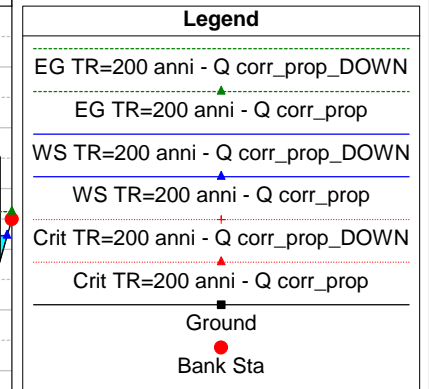 Legend
EG TR=200 anni - Q corr_prop_DOWN
EG TR=200 anni - Q corr_prop
WS TR=200 anni - Q corr_prop_DOWN
WS TR=200 anni - Q corr_prop
Crit TR=200 anni - Q corr_prop_DOWN
Crit TR=200 anni - Q corr_prop
Ground
Bank Sta